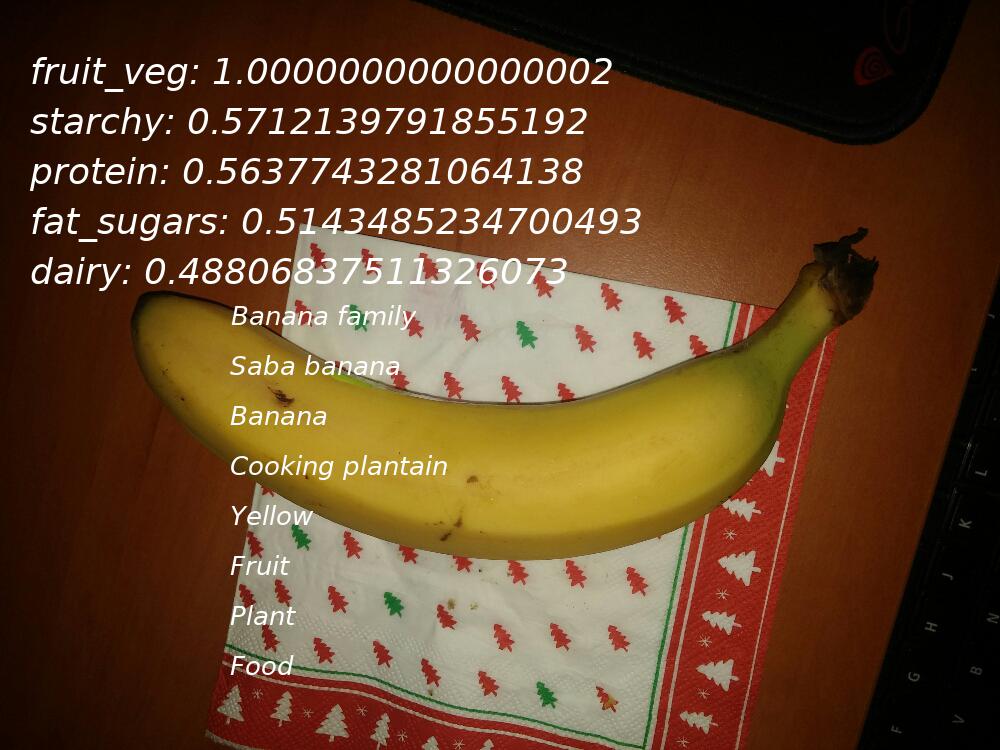 fruit_veg: 1.0000000000000002
starchy: 0.5712139791855192
protein: 0.5637743281064138
fat_sugars: 0.5143485234700493
dairy: 0.48806837511326073
Banana family
Saba banana
Banana
Cooking plantain
Yellow
Fruit
Plant
Food
L
K
J
H
N
G
B
F
V